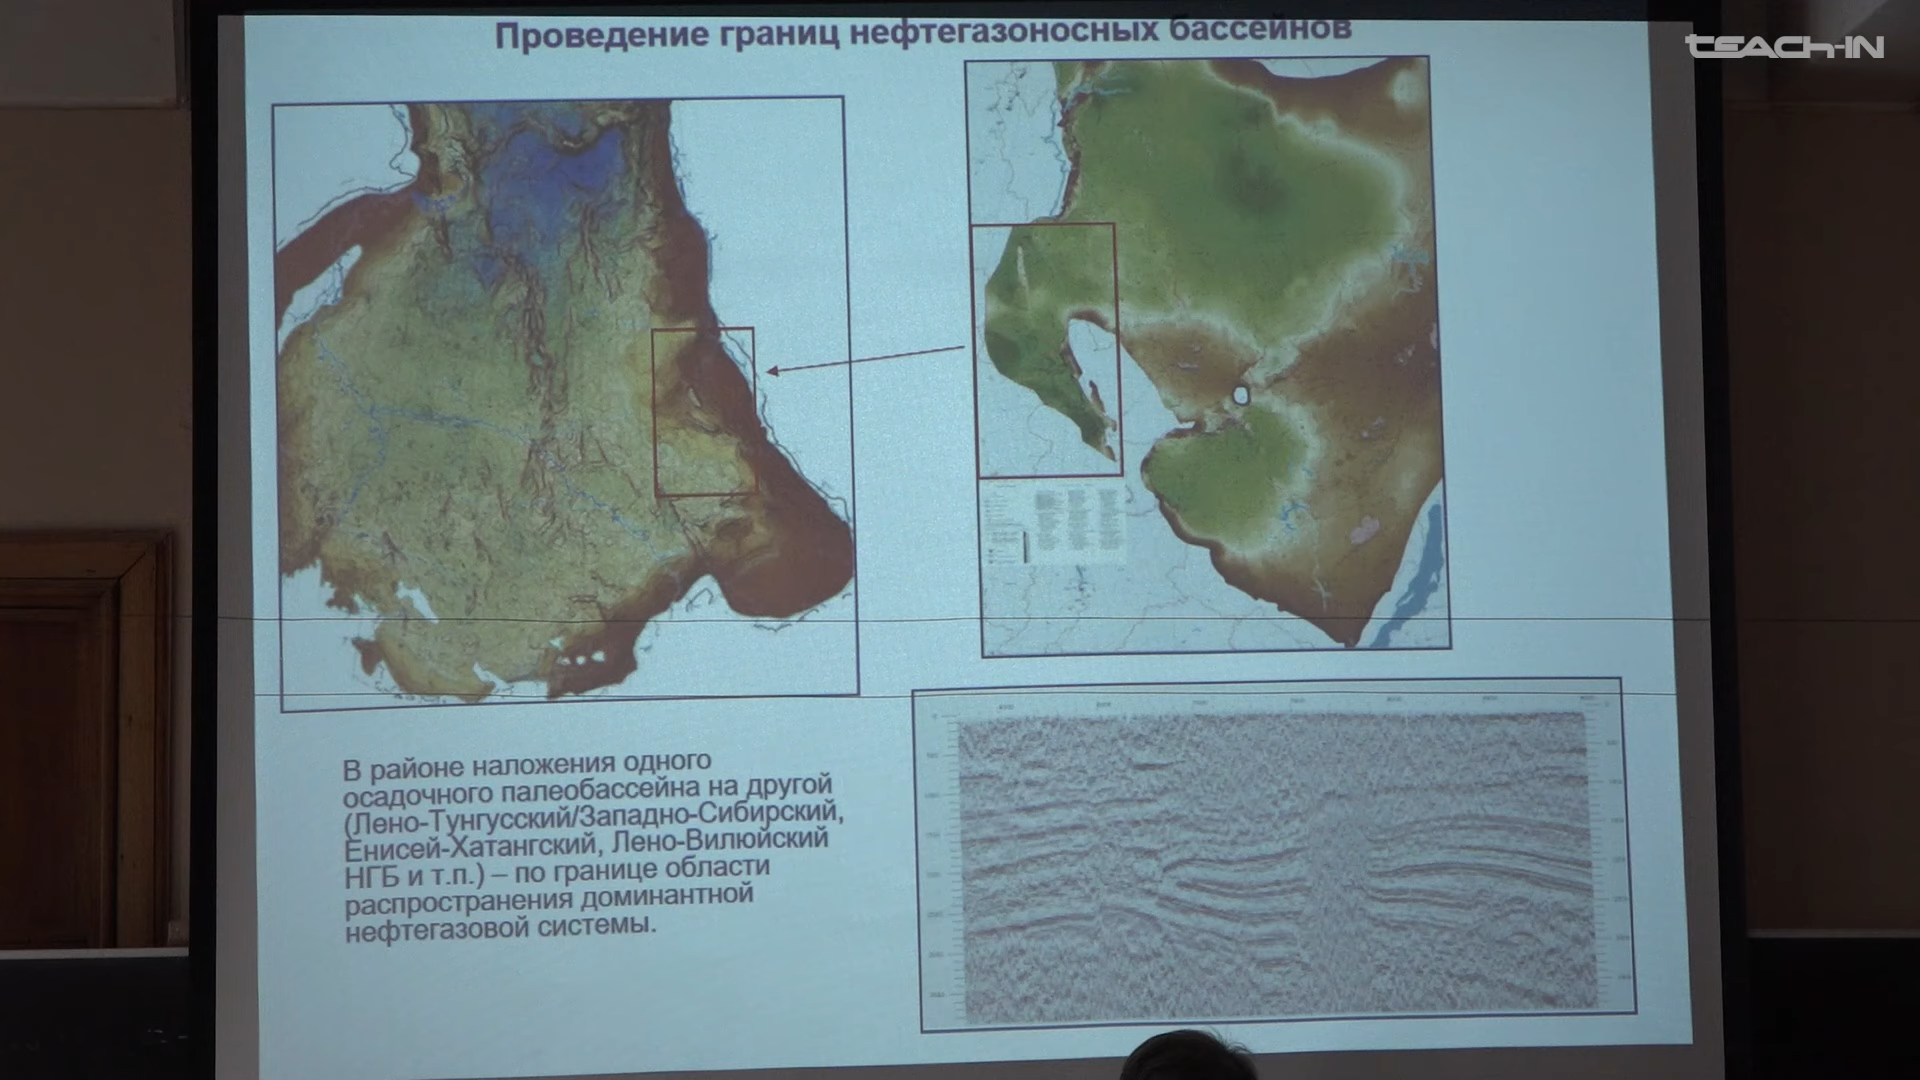 Проведение границ нефтегазоносных бассейнов
TEACH-IN
В районе наложения одного
осадочного палеобассейна на другой
(Лено-Тунгусский/Западно-Сибирский,
Енисей-Хатангский, Лено-Вилюйский
НГБ и т.п.) – по границе области
распространения доминантной
нефтегазовой системы.